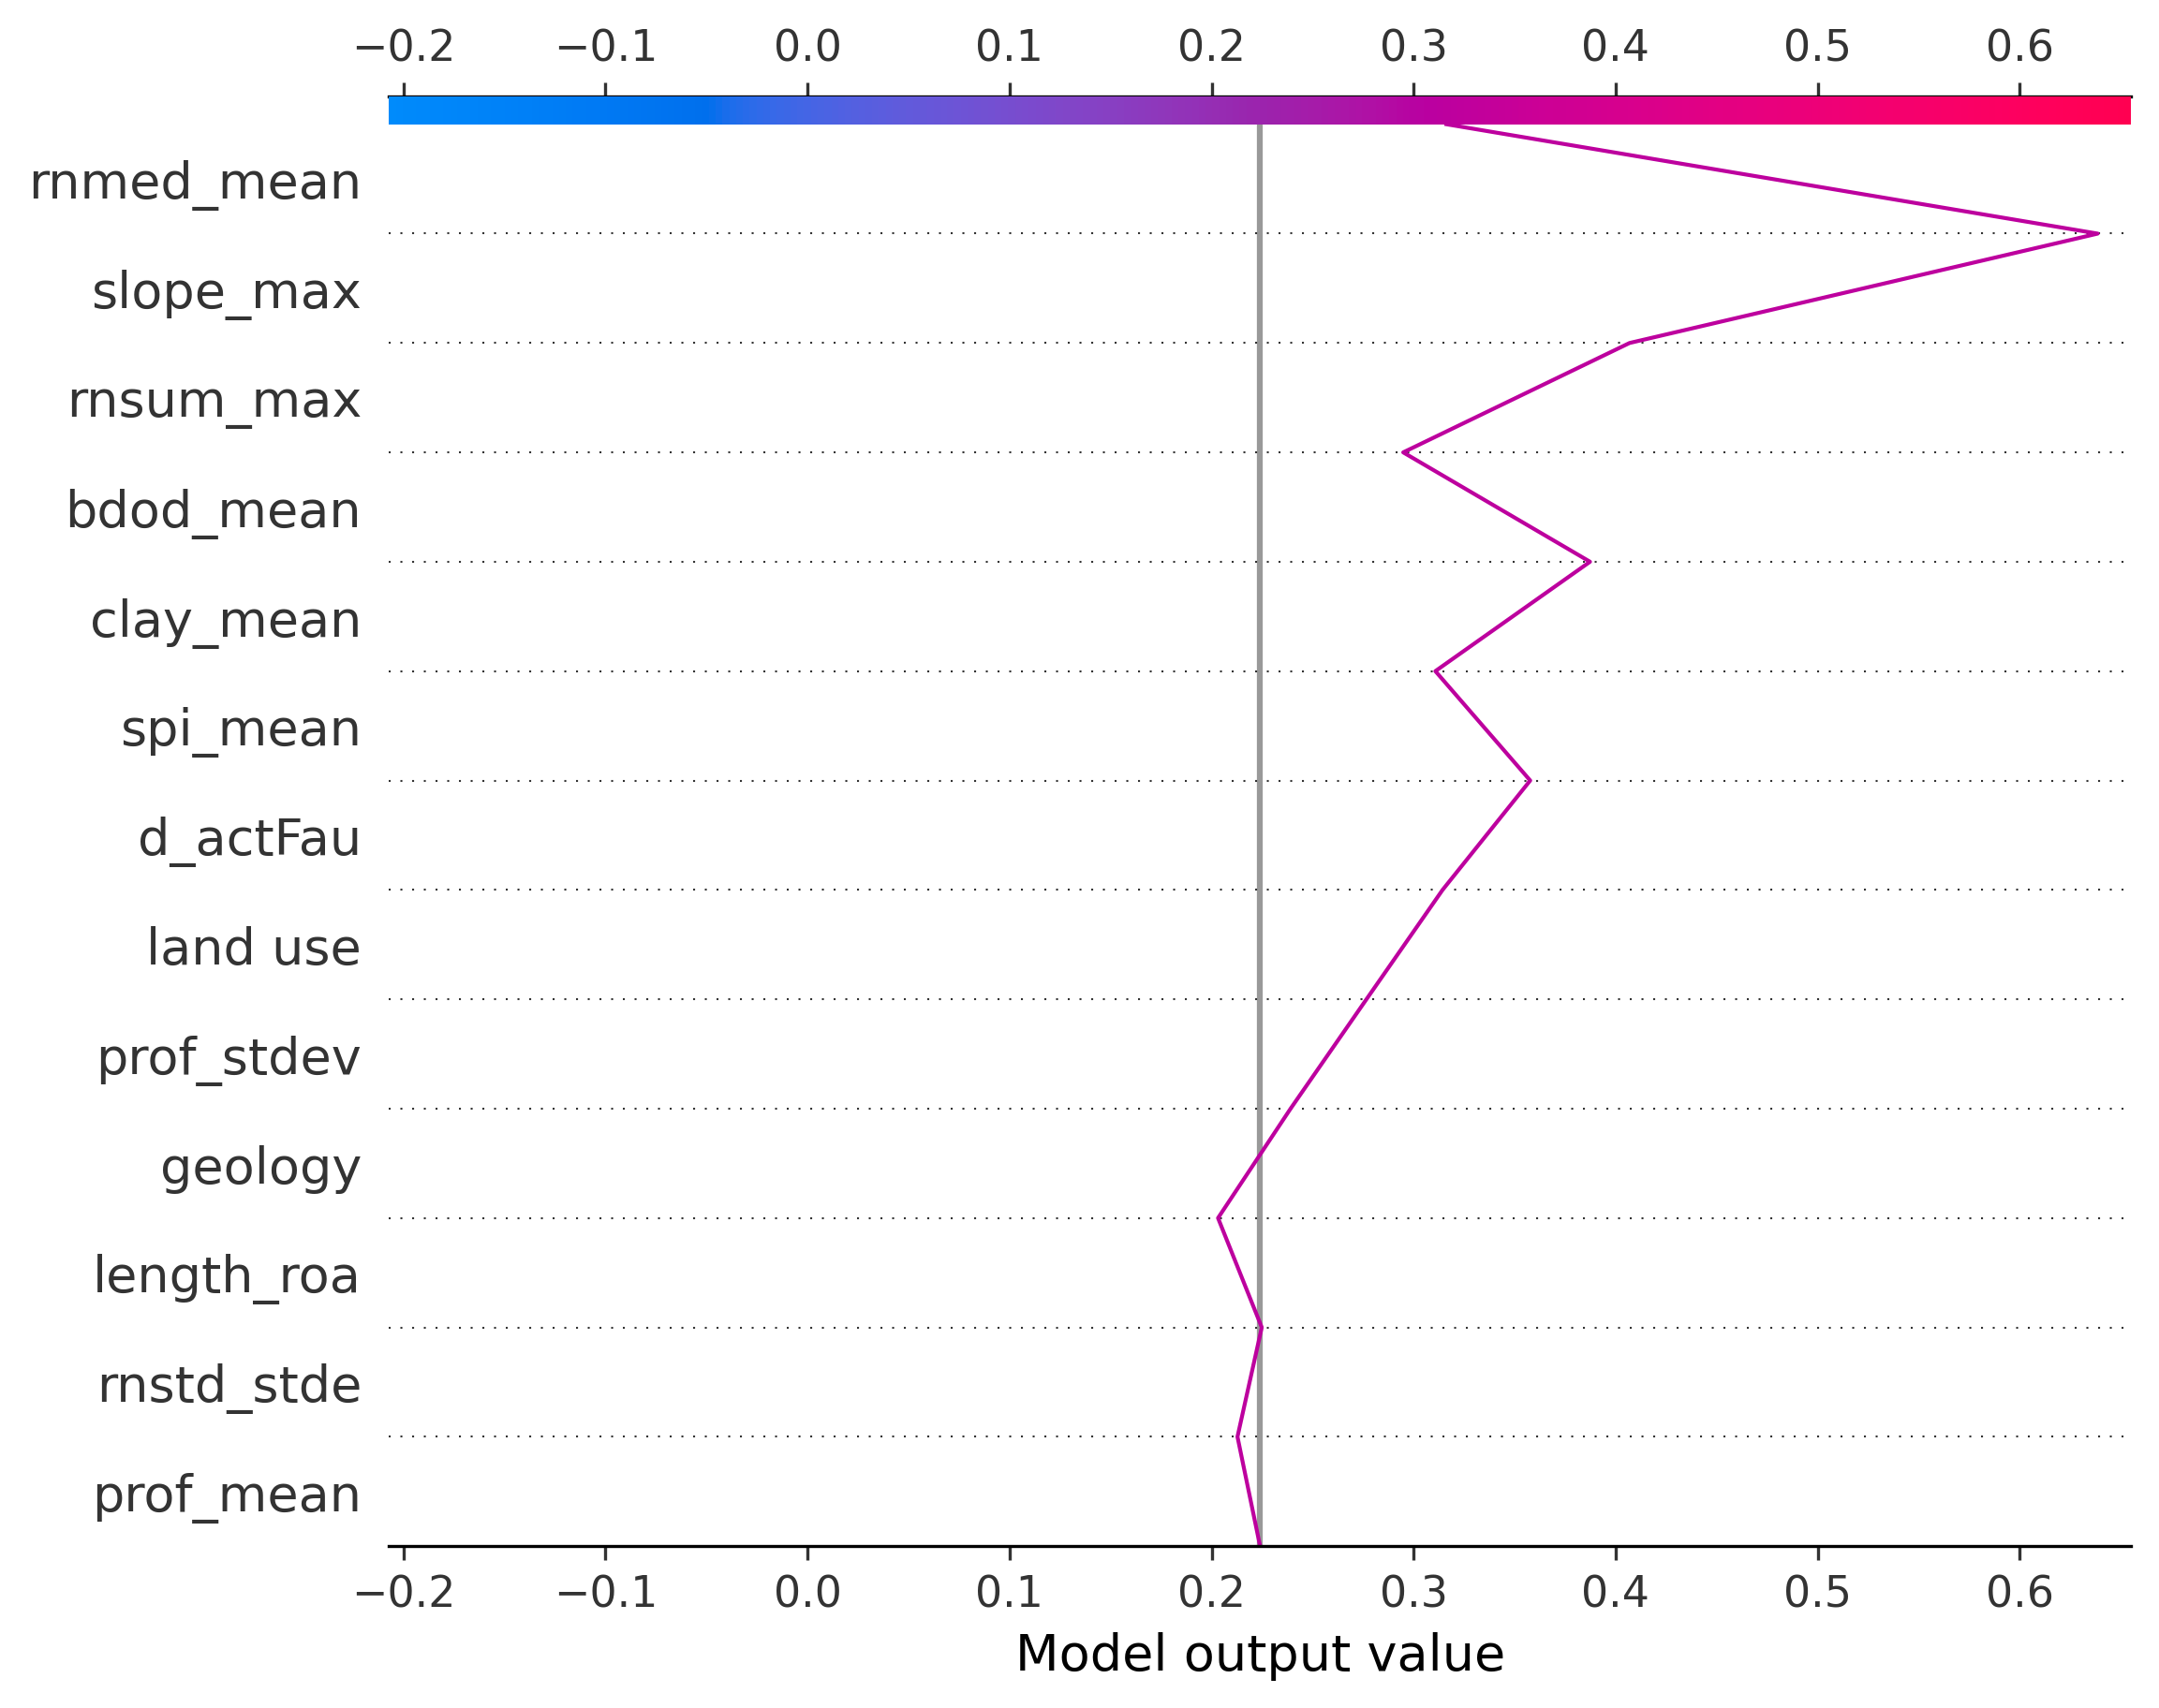 −0.2 −0.1 0.0 0.1 0.2 0.3 0.4 0.5 0.6
rnmed_mean
slope_max
rnsum_max
bdod_mean
clay_mean
spi_mean
d_actFau
land use
prof_stdev
geology
length_roa
rnstd_stde
prof_mean
−0.2 −0.1 0.0 0.1 0.2 0.3 0.4 0.5 0.6
Model output value